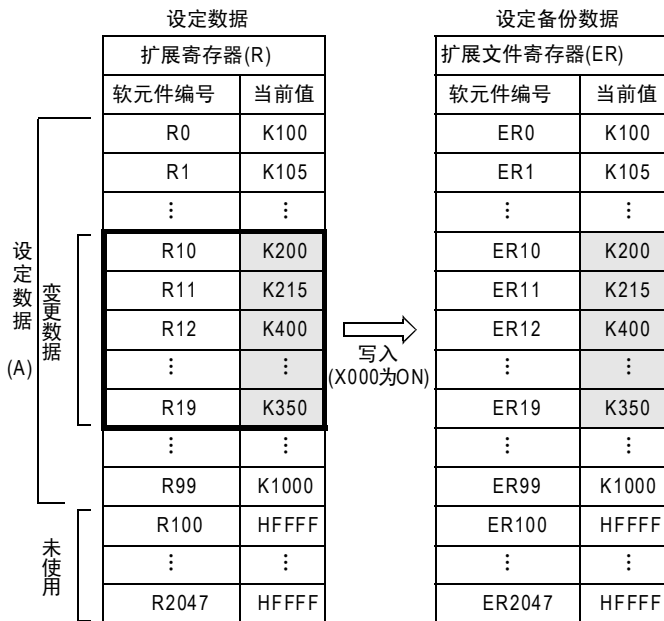 设定数据 设定备份数据
扩展寄存器(R) 扩展文件寄存器(ER)
软元件编号 当前值 软元件编号 当前值
R0 K100 ER0 K100
R1 K105 ER1 K105
⋮ ⋮ ⋮ ⋮
R10 K200 ER10 K200
R11 K215 ER11 K215
R12 K400 ER12 K400
⋮ ⋮ ⋮ ⋮
R19 K350 ER19 K350
⋮ ⋮ ⋮ ⋮
R99 K1000 ER99 K1000
R100 HFFFF ER100 HFFFF
⋮ ⋮ ⋮ ⋮
R2047 HFFFF ER2047 HFFFF
设定数据
(A)
变更数据
未使用
写入
(X000为ON)